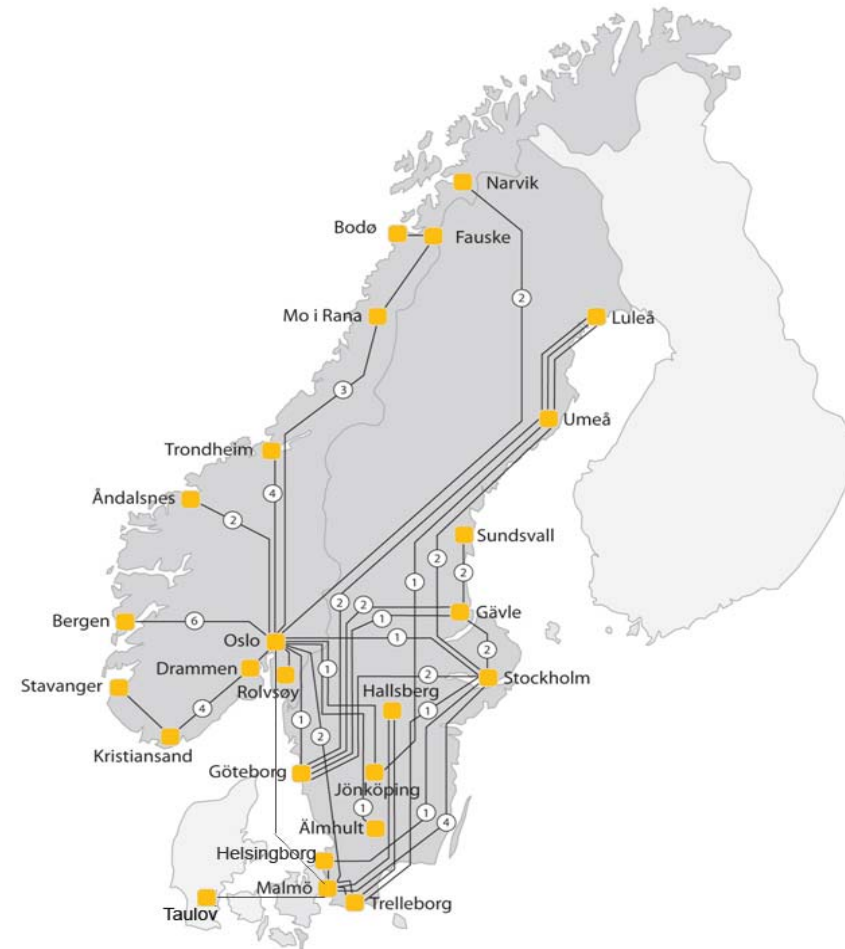 Narvik
Bodø
Fauske
2
Mo i Rana
Luleå
3
Umeå
Trondheim
4
Åndalsnes
2
Sundsvall
2
2
1
2
2
Gävle
1
Bergen
6
Oslo
1
2
Drammen
Rolvsøy
1
2
Stockholm
Stavanger
Hallsberg
4
1
1
2
Kristiansand
Göteborg
Jönköping
1
1
4
Älmhult
Helsingborg
Malmö
Trelleborg
Taulov